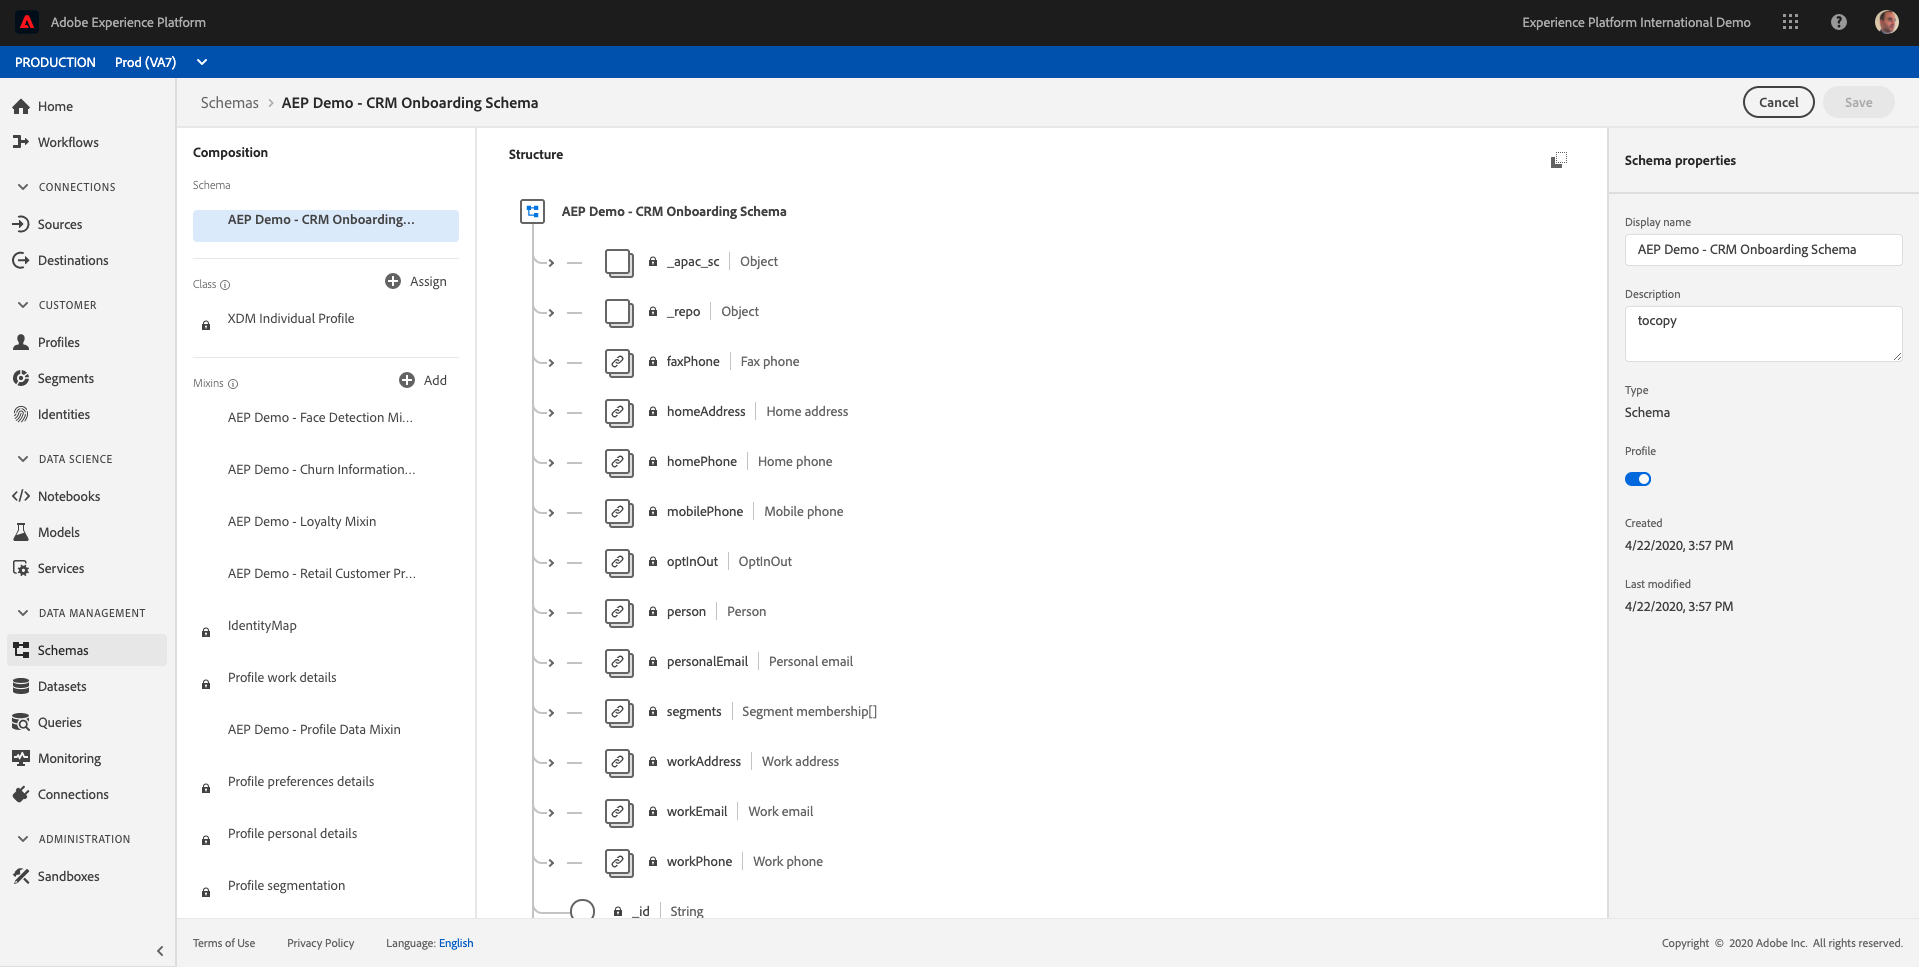 Adobe Experience Platform
Experience Platform International Demo
PRODUCTION Prod (VA7)
Home
Workflows
CONNECTIONS
Sources
Destinations
CUSTOMER
Profiles
Segments
Identities
DATA SCIENCE
Notebooks
Models
Services
DATA MANAGEMENT
Schemas
Datasets
Queries
Monitoring
Connections
ADMINISTRATION
Sandboxes
Schemas > AEP Demo - CRM Onboarding Schema
Cancel
Save
Composition
Schema
AEP Demo - CRM Onboarding...
Class
Assign
XDM Individual Profile
Mixins
Add
AEP Demo - Face Detection Mi...
AEP Demo - Churn Information...
AEP Demo - Loyalty Mixin
AEP Demo - Retail Customer Pr...
IdentityMap
Profile work details
AEP Demo - Profile Data Mixin
Profile preferences details
Profile personal details
Profile segmentation
Structure
AEP Demo - CRM Onboarding Schema
_apac_sc | Object
_repo | Object
faxPhone | Fax phone
homeAddress | Home address
homePhone | Home phone
mobilePhone | Mobile phone
optInOut | OptInOut
person | Person
personalEmail | Personal email
segments | Segment membership[]
workAddress | Work address
workEmail | Work email
workPhone | Work phone
_id | String
Schema properties
Display name
AEP Demo - CRM Onboarding Schema
Description
tocopy
Type
Schema
Profile
Created
4/22/2020, 3:57 PM
Last modified
4/22/2020, 3:57 PM
Terms of Use Privacy Policy Language: English
Copyright © 2020 Adobe Inc. All rights reserved.